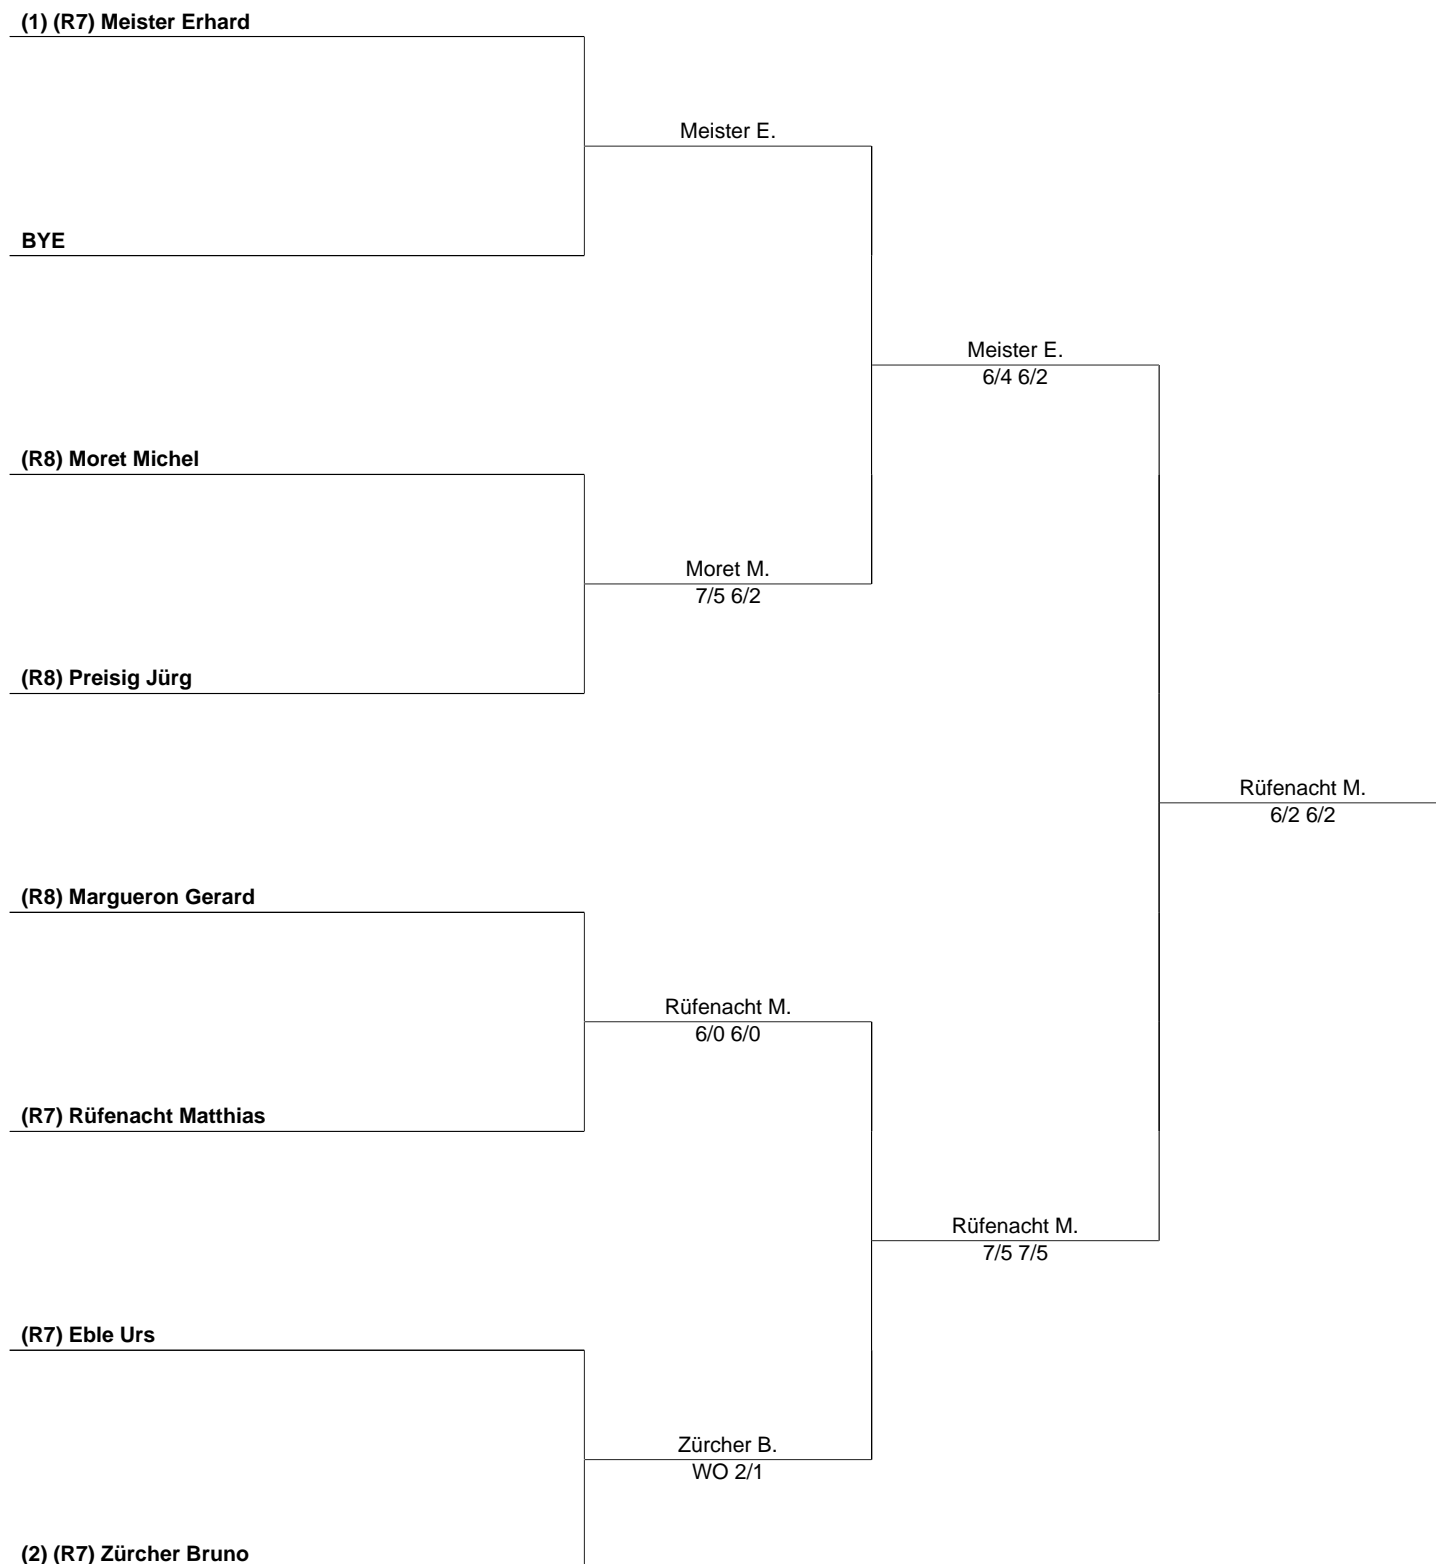 (1) (R7) Meister Erhard
Meister E.
BYE
Meister E.
6/4 6/2
(R8) Moret Michel
Moret M.
7/5 6/2
(R8) Preisig Jürg
Rüfenacht M.
6/2 6/2
(R8) Margueron Gerard
Rüfenacht M.
6/0 6/0
(R7) Rüfenacht Matthias
Rüfenacht M.
7/5 7/5
(R7) Eble Urs
Zürcher B.
WO 2/1
(2) (R7) Zürcher Bruno